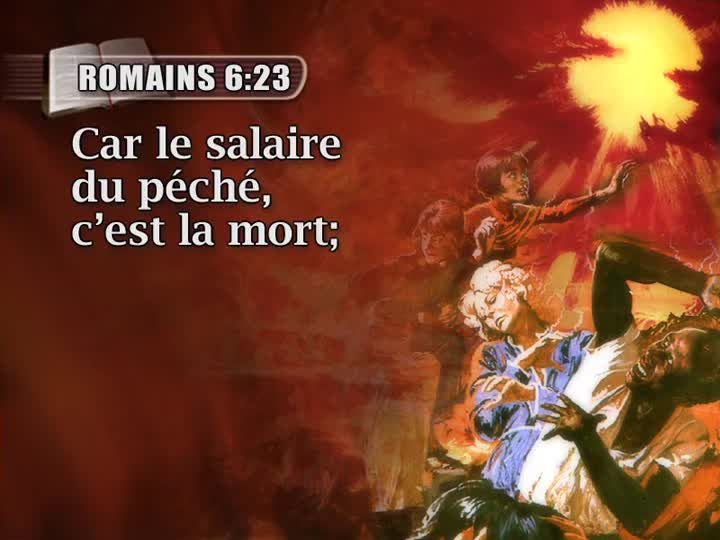 ROMAINS 6:23
Car le salaire
du péché,
c’est la mort;